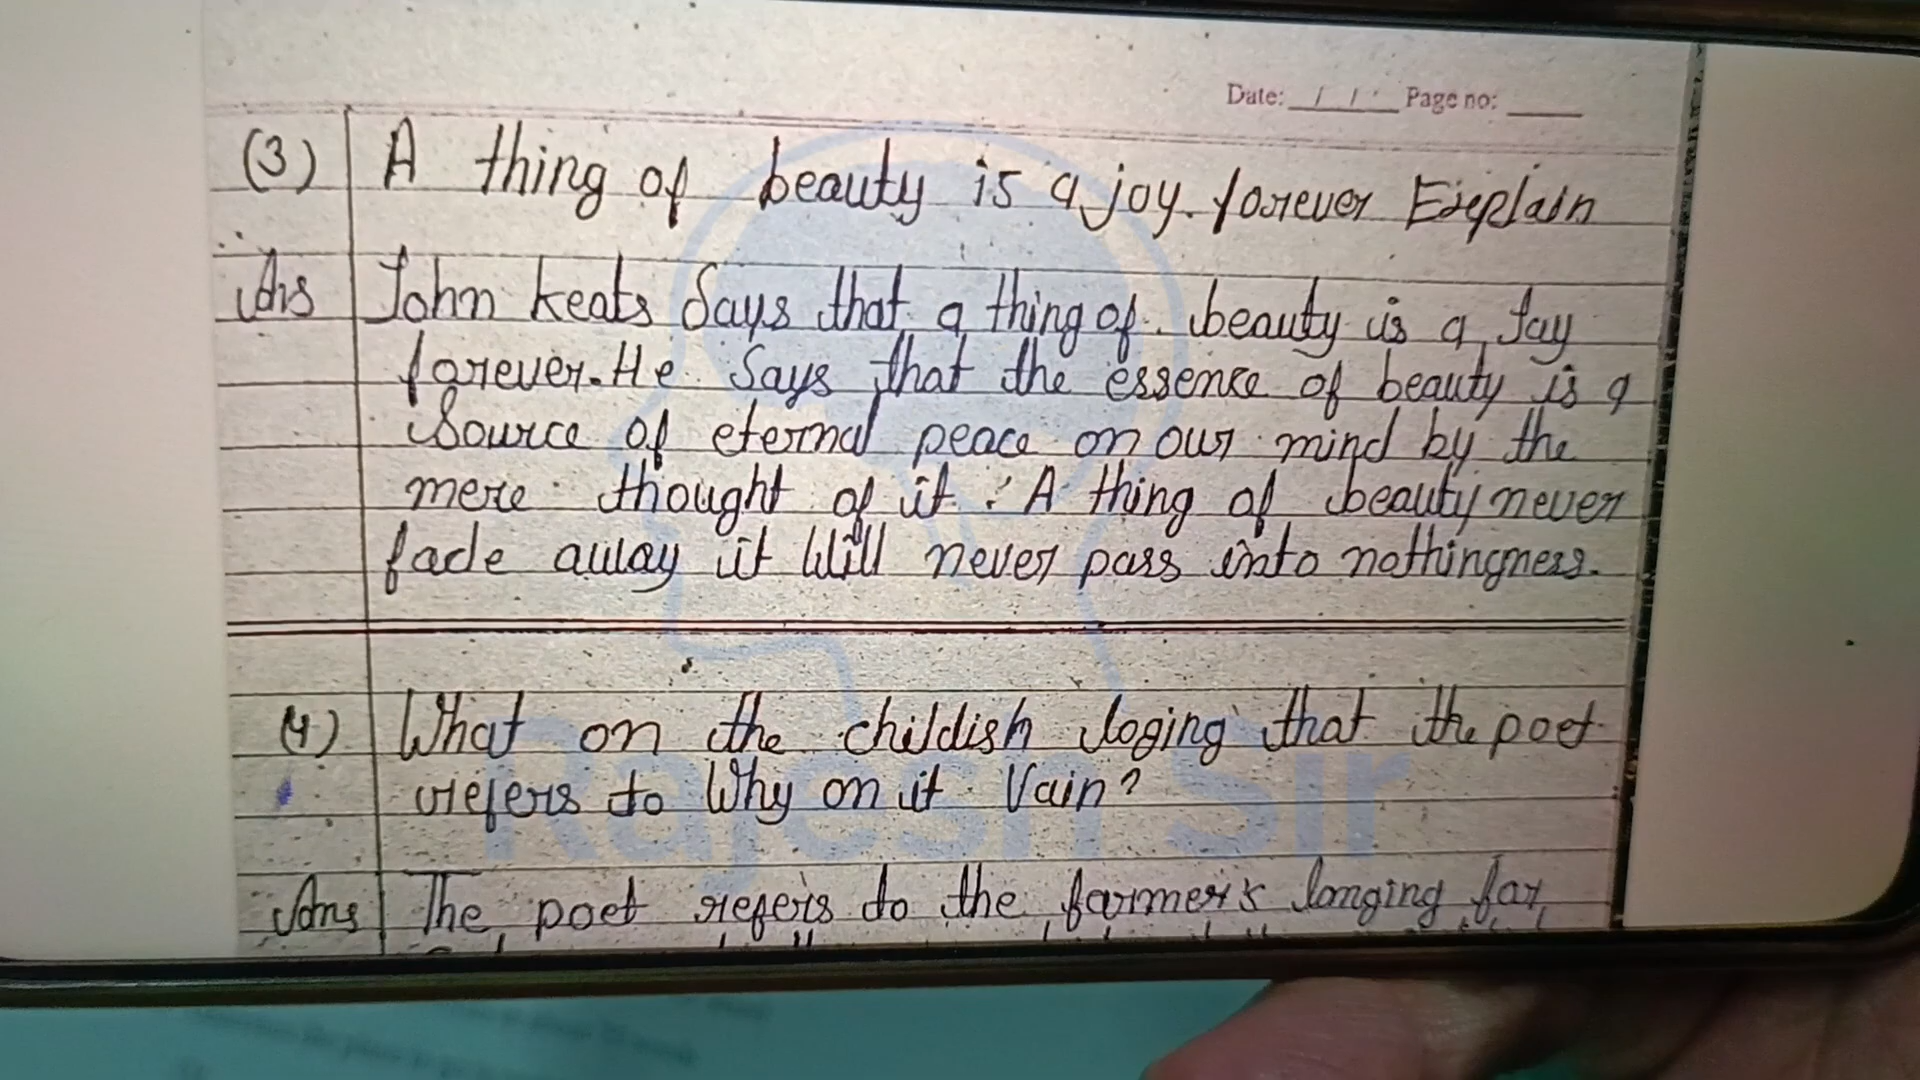 Date: / / Page no:
(3) A thing of beauty is a joy forever Explain
Ans John Keats Says that a thing of beauty is a Joy
forever. He Says that the essence of beauty is a
Source of eternal peace on our mind by the
mere thought of it. A thing of beauty never
fade away it Will never pass into nothingness.
(4) What on the childish loging that the poet
refers to Why on it Vain?
Ans The poet refers to the farmer's longing for
Rajesh Sir